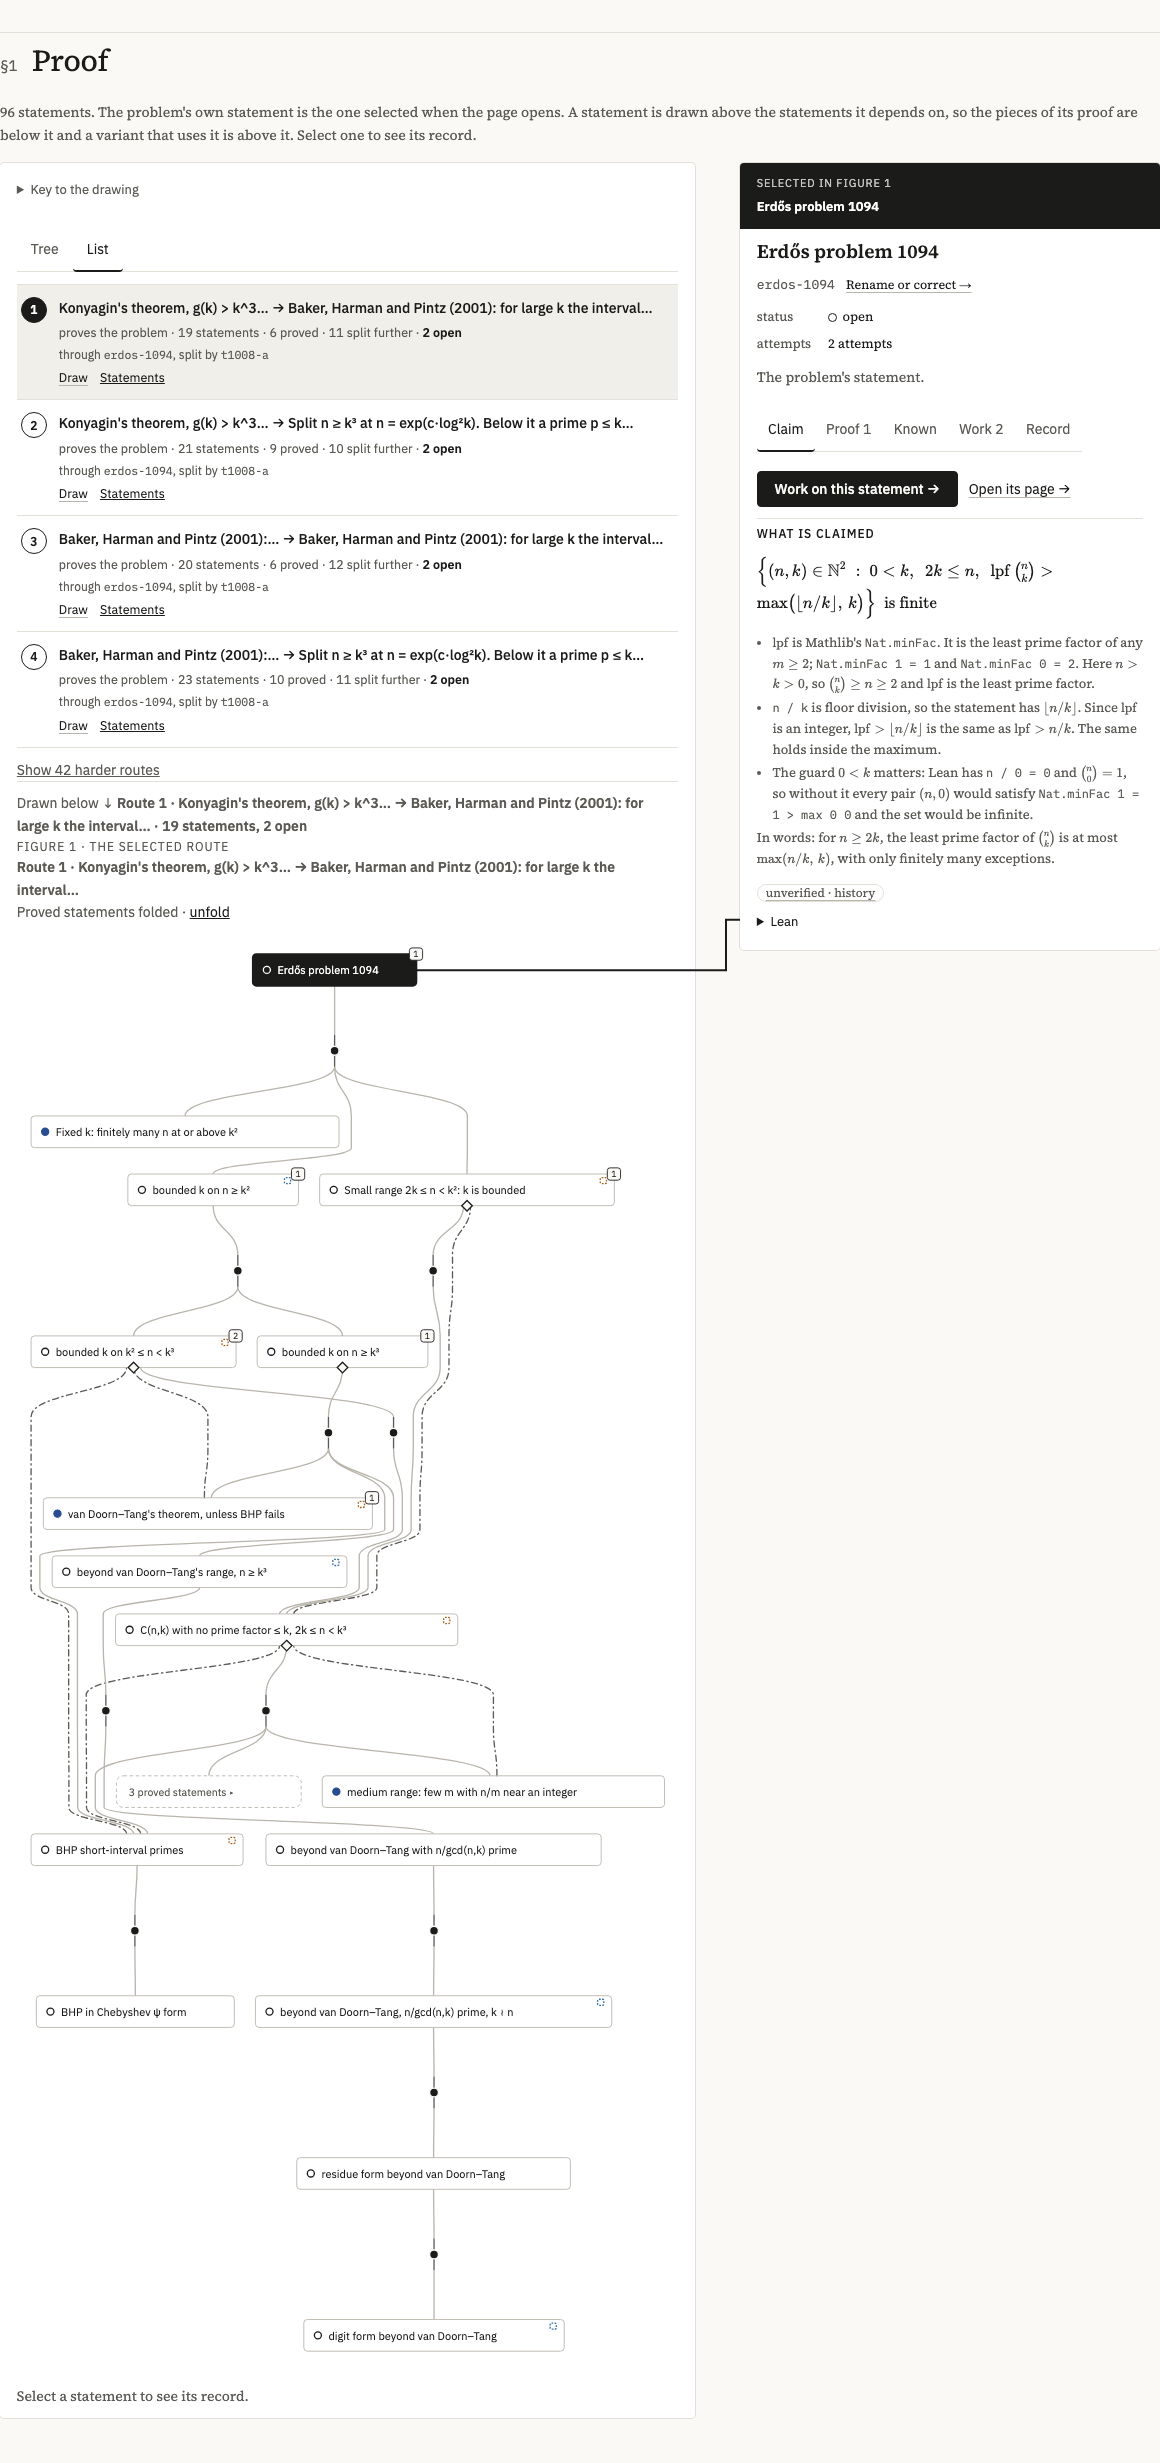 §1 Proof
96 statements. The problem's own statement is the one selected when the page opens. A statement is drawn above the statements it depends on, so the pieces of its proof are
below it and a variant that uses it is above it. Select one to see its record.
▶ Key to the drawing
Tree List
1 Konyagin's theorem, g(k) > k^3... → Baker, Harman and Pintz (2001): for large k the interval...
proves the problem · 19 statements · 6 proved · 11 split further · 2 open
through erdos-1094, split by t1008-a
Draw Statements
2 Konyagin's theorem, g(k) > k^3... → Split n ≥ k³ at n = exp(c·log²k). Below it a prime p ≤ k...
proves the problem · 21 statements · 9 proved · 10 split further · 2 open
through erdos-1094, split by t1008-a
Draw Statements
3 Baker, Harman and Pintz (2001):... → Baker, Harman and Pintz (2001): for large k the interval...
proves the problem · 20 statements · 6 proved · 12 split further · 2 open
through erdos-1094, split by t1008-a
Draw Statements
4 Baker, Harman and Pintz (2001):... → Split n ≥ k³ at n = exp(c·log²k). Below it a prime p ≤ k...
proves the problem · 23 statements · 10 proved · 11 split further · 2 open
through erdos-1094, split by t1008-a
Draw Statements
Show 42 harder routes
Drawn below ↓ Route 1 · Konyagin's theorem, g(k) > k^3... → Baker, Harman and Pintz (2001): for
large k the interval... · 19 statements, 2 open
FIGURE 1 · THE SELECTED ROUTE
Route 1 · Konyagin's theorem, g(k) > k^3... → Baker, Harman and Pintz (2001): for large k the
interval...
Proved statements folded · unfold
Erdős problem 1094 1
Fixed k: finitely many n at or above k²
bounded k on n ≥ k² 1
Small range 2k ≤ n < k²: k is bounded 1
bounded k on k² ≤ n < k³ 2
bounded k on n ≥ k³ 1
van Doorn–Tang's theorem, unless BHP fails 1
beyond van Doorn–Tang's range, n ≥ k³
C(n,k) with no prime factor ≤ k, 2k ≤ n < k³
3 proved statements ▸
medium range: few m with n/m near an integer
BHP short-interval primes
beyond van Doorn–Tang with n/gcd(n,k) prime
BHP in Chebyshev ψ form
beyond van Doorn–Tang, n/gcd(n,k) prime, k ∤ n
residue form beyond van Doorn–Tang
digit form beyond van Doorn–Tang
Select a statement to see its record.
SELECTED IN FIGURE 1
Erdős problem 1094
Erdős problem 1094
erdos-1094 Rename or correct →
status open
attempts 2 attempts
The problem's statement.
Claim Proof 1 Known Work 2 Record
Work on this statement → Open its page →
WHAT IS CLAIMED
{(n, k) ∈ ℕ² : 0 < k, 2k ≤ n, lpf (n k) >
max(⌊n/k⌋, k)} is finite
• lpf is Mathlib's Nat.minFac. It is the least prime factor of any
m ≥ 2; Nat.minFac 1 = 1 and Nat.minFac 0 = 2. Here n >
k > 0, so (n k) ≥ n ≥ 2 and lpf is the least prime factor.
• n / k is floor division, so the statement has ⌊n/k⌋. Since lpf
is an integer, lpf > ⌊n/k⌋ is the same as lpf > n/k. The same
holds inside the maximum.
• The guard 0 < k matters: Lean has n / 0 = 0 and (n 0) = 1,
so without it every pair (n, 0) would satisfy Nat.minFac 1 =
1 > max 0 0 and the set would be infinite.
In words: for n ≥ 2k, the least prime factor of (n k) is at most
max(n/k, k), with only finitely many exceptions.
unverified · history
▶ Lean